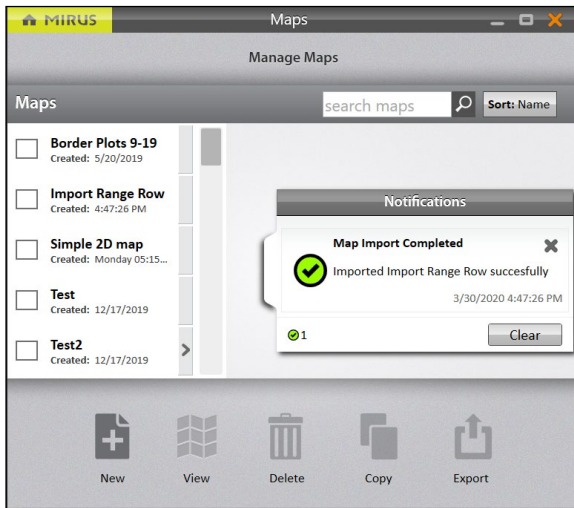 MIRUS
Maps
Manage Maps
Maps
search maps
Sort: Name
Border Plots 9-19
Created: 5/20/2019
Import Range Row
Created: 4:47:26 PM
Simple 2D map
Created: Monday 05:15...
Test
Created: 12/17/2019
Test2
Created: 12/17/2019
Notifications
Map Import Completed
Imported Import Range Row succesfully
3/30/2020 4:47:26 PM
1
Clear
New
View
Delete
Copy
Export